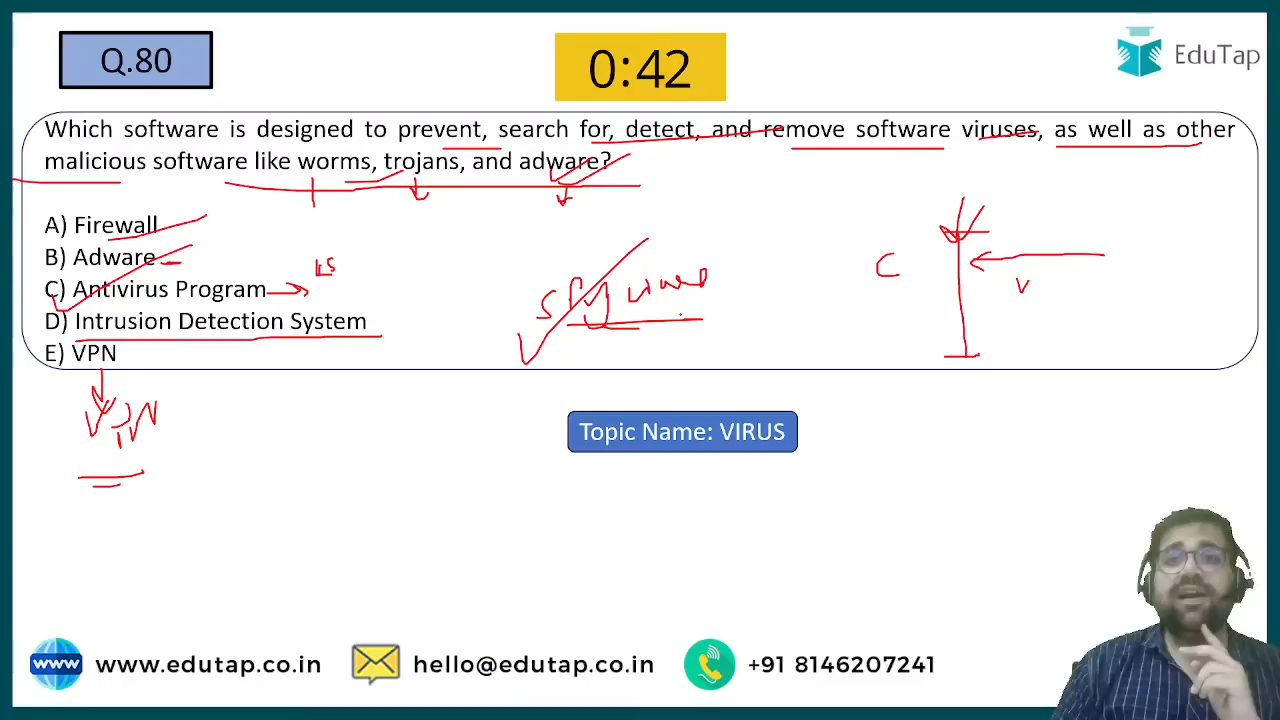 Q.80
0:42
EduTap
Which software is designed to prevent, search for, detect, and remove software viruses, as well as other
malicious software like worms, trojans, and adware?
A) Firewall
B) Adware
C) Antivirus Program
D) Intrusion Detection System
E) VPN
C
V
VPN
Topic Name: VIRUS
www
www.edutap.co.in
hello@edutap.co.in
+91 8146207241